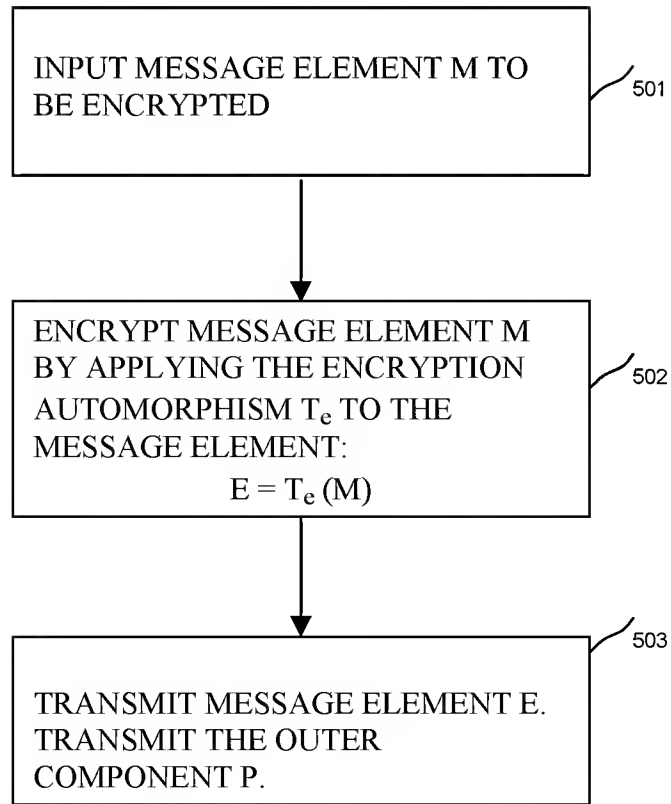 INPUT MESSAGE ELEMENT M TO
BE ENCRYPTED
501
ENCRYPT MESSAGE ELEMENT M
BY APPLYING THE ENCRYPTION
AUTOMORPHISM Te TO THE
MESSAGE ELEMENT:
E = Te (M)
502
503
TRANSMIT MESSAGE ELEMENT E.
TRANSMIT THE OUTER
COMPONENT P.